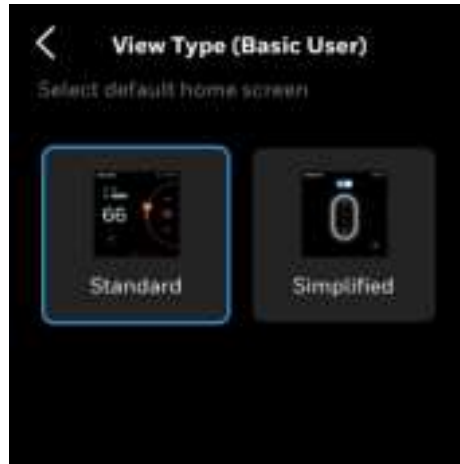 View Type (Basic User)
Select default home screen
66
Standard
Simplified